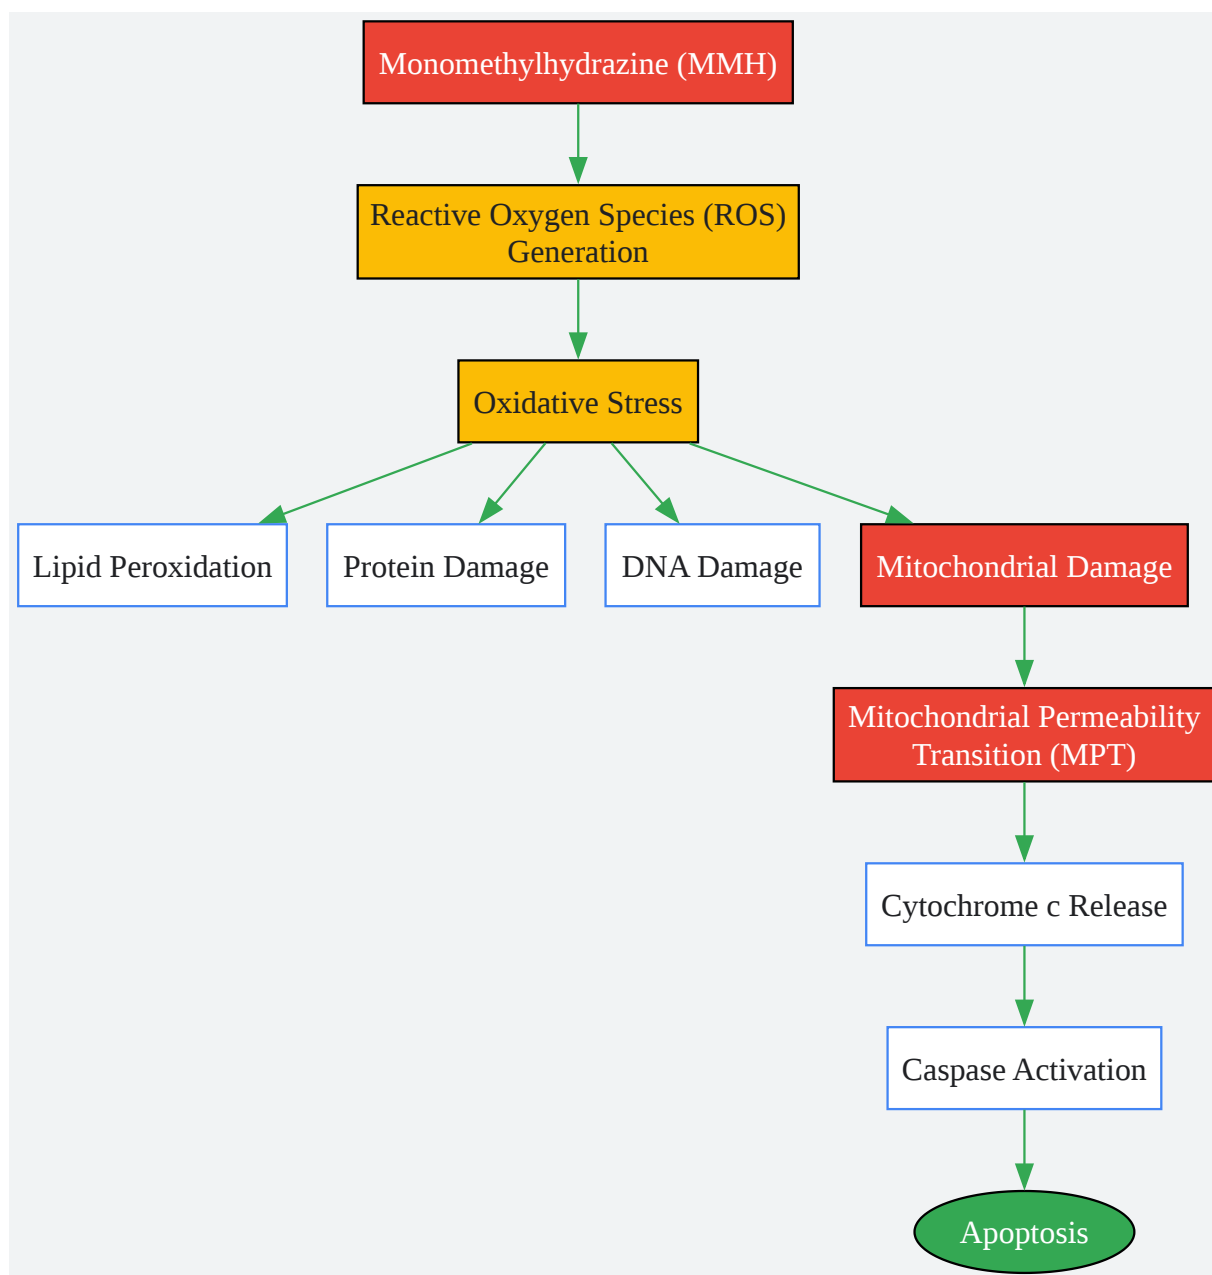 Monomethylhydrazine (MMH)
Reactive Oxygen Species (ROS)
Generation
Oxidative Stress
Lipid Peroxidation
Protein Damage
DNA Damage
Mitochondrial Damage
Mitochondrial Permeability
Transition (MPT)
Cytochrome c Release
Caspase Activation
Apoptosis